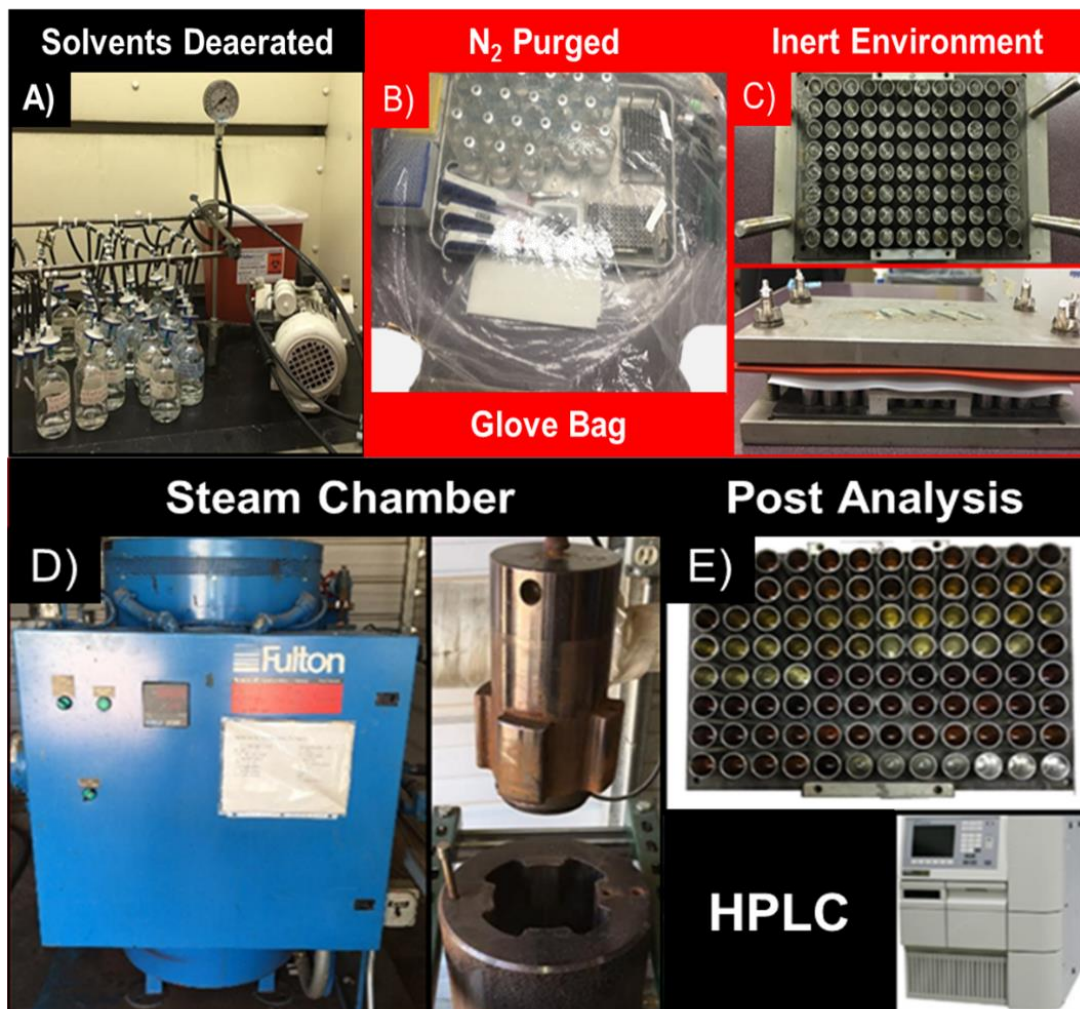 Solvents Deaerated
N₂ Purged
Inert Environment
A)
B)
C)
Glove Bag
Steam Chamber
Post Analysis
D)
E)
Fulton
HPLC